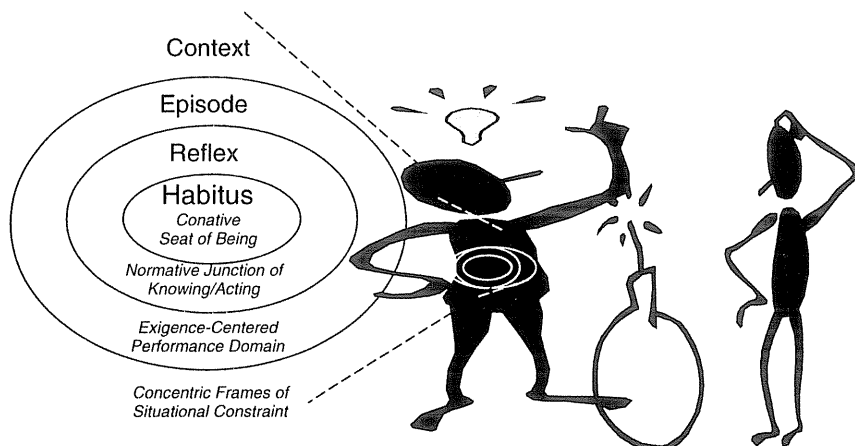 Context
Episode
Reflex
Habitus
Conative
Seat of Being
Normative Junction of
Knowing/Acting
Exigence-Centered
Performance Domain
Concentric Frames of
Situational Constraint